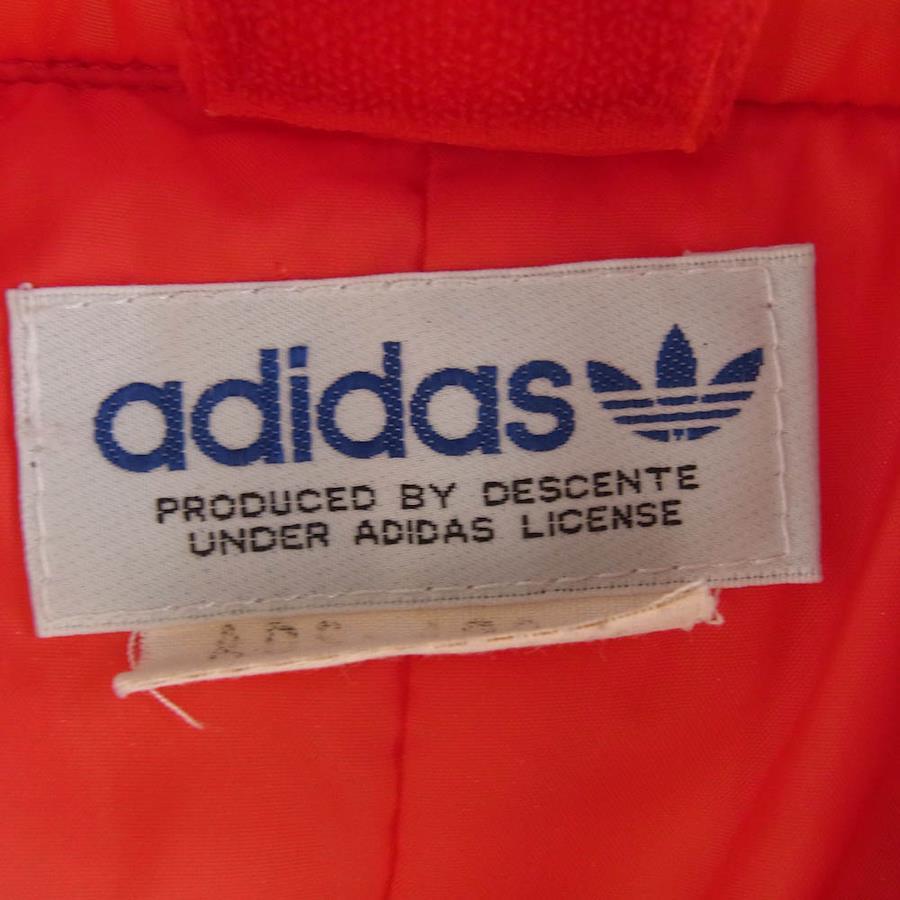 adidas
PRODUCED BY DESCENTE
UNDER ADIDAS LICENSE